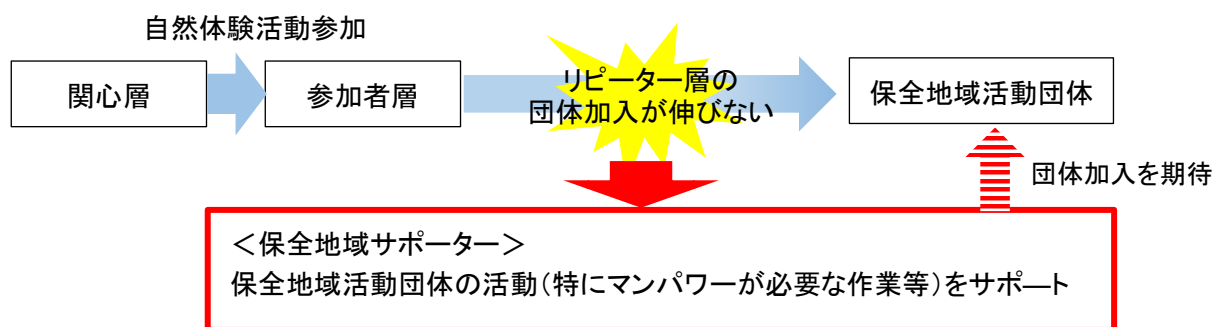 自然体験活動参加
関心層
参加者層
リピーター層の
団体加入が伸びない
保全地域活動団体
団体加入を期待
＜保全地域サポーター＞
保全地域活動団体の活動（特にマンパワーが必要な作業等）をサポ―ト